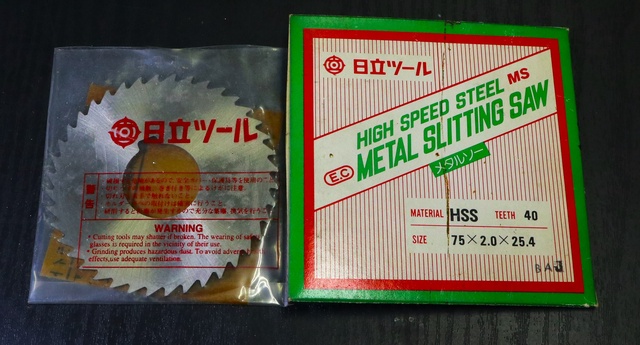 日立ツール
警告
WARNING
* Cutting tools may shatter if broken. The wearing of
glasses is required in the vicinity of their use.
* Grinding produces hazardous dust. To avoid adverse
effects,use adequate ventilation.
日立ツール
HIGH SPEED STEEL MS
E.C METAL SLITTING SAW
メタルソー
MATERIAL HSS TEETH 40
SIZE 75×2.0×25.4
BAJ